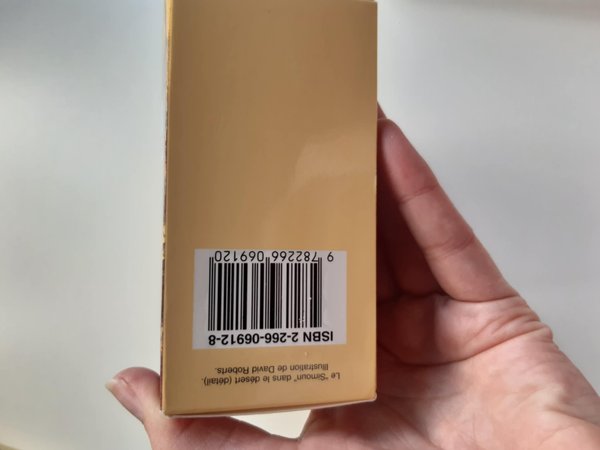 Le "Simoun" dans le désert (détail).
Illustration de David Roberts.
ISBN 2-266-06912-8
9 782266 069120